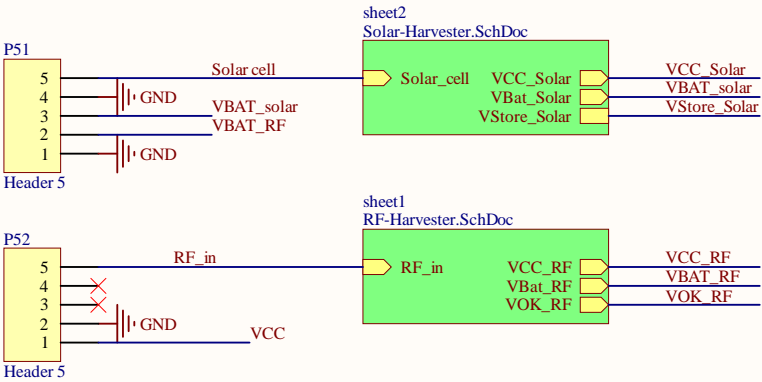 sheet2
Solar-Harvester.SchDoc
P51
5
4
3
2
1
Header 5
Solar cell
GND
VBAT_solar
VBAT_RF
GND
Solar_cell
VCC_Solar
VBat_Solar
VStore_Solar
VCC_Solar
VBAT_solar
VStore_Solar
sheet1
RF-Harvester.SchDoc
P52
5
4
3
2
1
Header 5
RF_in
GND
VCC
RF_in
VCC_RF
VBat_RF
VOK_RF
VCC_RF
VBAT_RF
VOK_RF